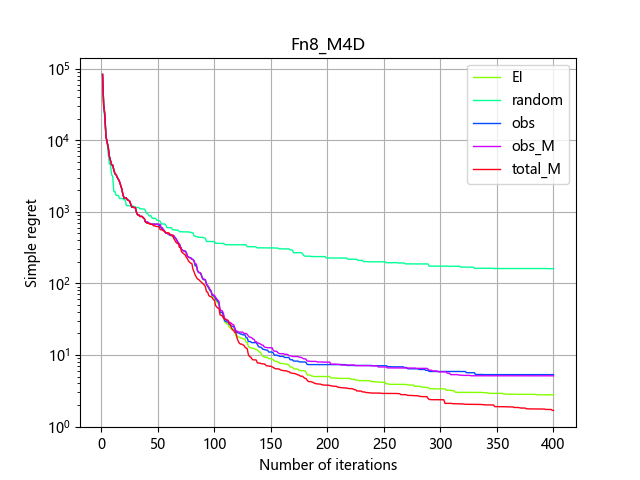 Fn8_M4D
Simple regret
10^5
10^4
10^3
10^2
10^1
10^0
EI
random
obs
obs_M
total_M
0 50 100 150 200 250 300 350 400
Number of iterations